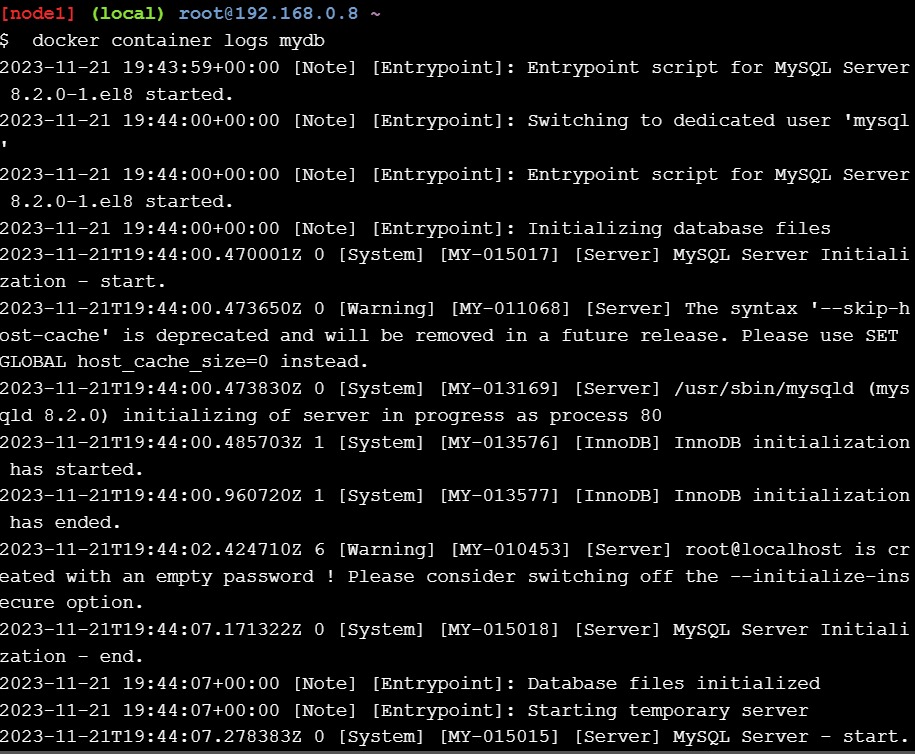 [node1] (local) root@192.168.0.8 ~
$  docker container logs mydb
2023-11-21 19:43:59+00:00 [Note] [Entrypoint]: Entrypoint script for MySQL Server
 8.2.0-1.el8 started.
2023-11-21 19:44:00+00:00 [Note] [Entrypoint]: Switching to dedicated user 'mysql
'
2023-11-21 19:44:00+00:00 [Note] [Entrypoint]: Entrypoint script for MySQL Server
 8.2.0-1.el8 started.
2023-11-21 19:44:00+00:00 [Note] [Entrypoint]: Initializing database files
2023-11-21T19:44:00.470001Z 0 [System] [MY-015017] [Server] MySQL Server Initiali
zation - start.
2023-11-21T19:44:00.473650Z 0 [Warning] [MY-011068] [Server] The syntax '--skip-h
ost-cache' is deprecated and will be removed in a future release. Please use SET
GLOBAL host_cache_size=0 instead.
2023-11-21T19:44:00.473830Z 0 [System] [MY-013169] [Server] /usr/sbin/mysqld (mys
qld 8.2.0) initializing of server in progress as process 80
2023-11-21T19:44:00.485703Z 1 [System] [MY-013576] [InnoDB] InnoDB initialization
 has started.
2023-11-21T19:44:00.960720Z 1 [System] [MY-013577] [InnoDB] InnoDB initialization
 has ended.
2023-11-21T19:44:02.424710Z 6 [Warning] [MY-010453] [Server] root@localhost is cr
eated with an empty password ! Please consider switching off the --initialize-ins
ecure option.
2023-11-21T19:44:07.171322Z 0 [System] [MY-015018] [Server] MySQL Server Initiali
zation - end.
2023-11-21 19:44:07+00:00 [Note] [Entrypoint]: Database files initialized
2023-11-21 19:44:07+00:00 [Note] [Entrypoint]: Starting temporary server
2023-11-21T19:44:07.278383Z 0 [System] [MY-015015] [Server] MySQL Server - start.